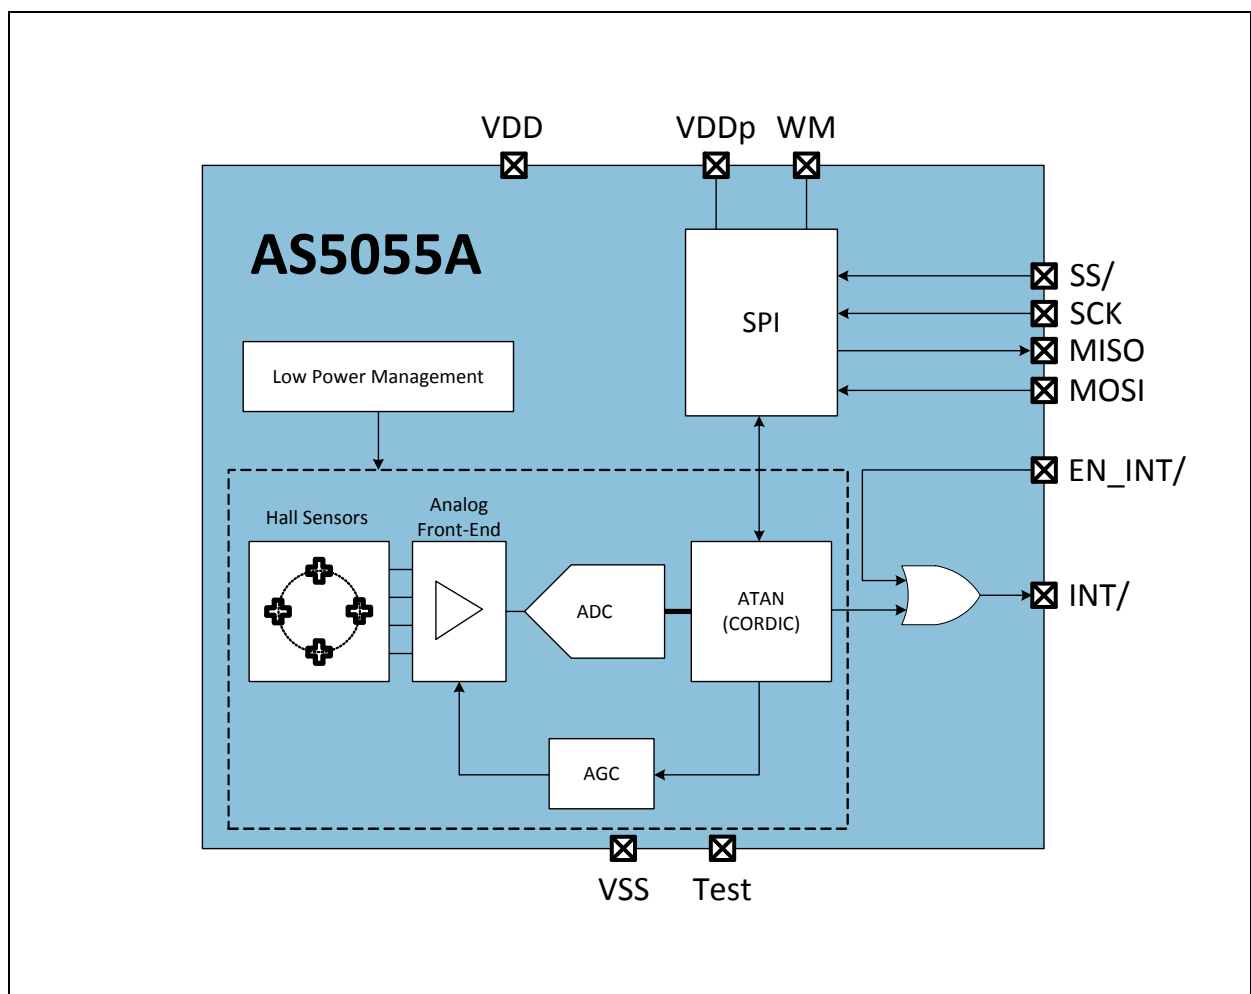 VDD
VDDp
WM
AS5055A
SPI
SS/
SCK
MISO
MOSI
Low Power Management
EN_INT/
Hall Sensors
Analog
Front-End
ADC
ATAN
(CORDIC)
INT/
AGC
VSS
Test